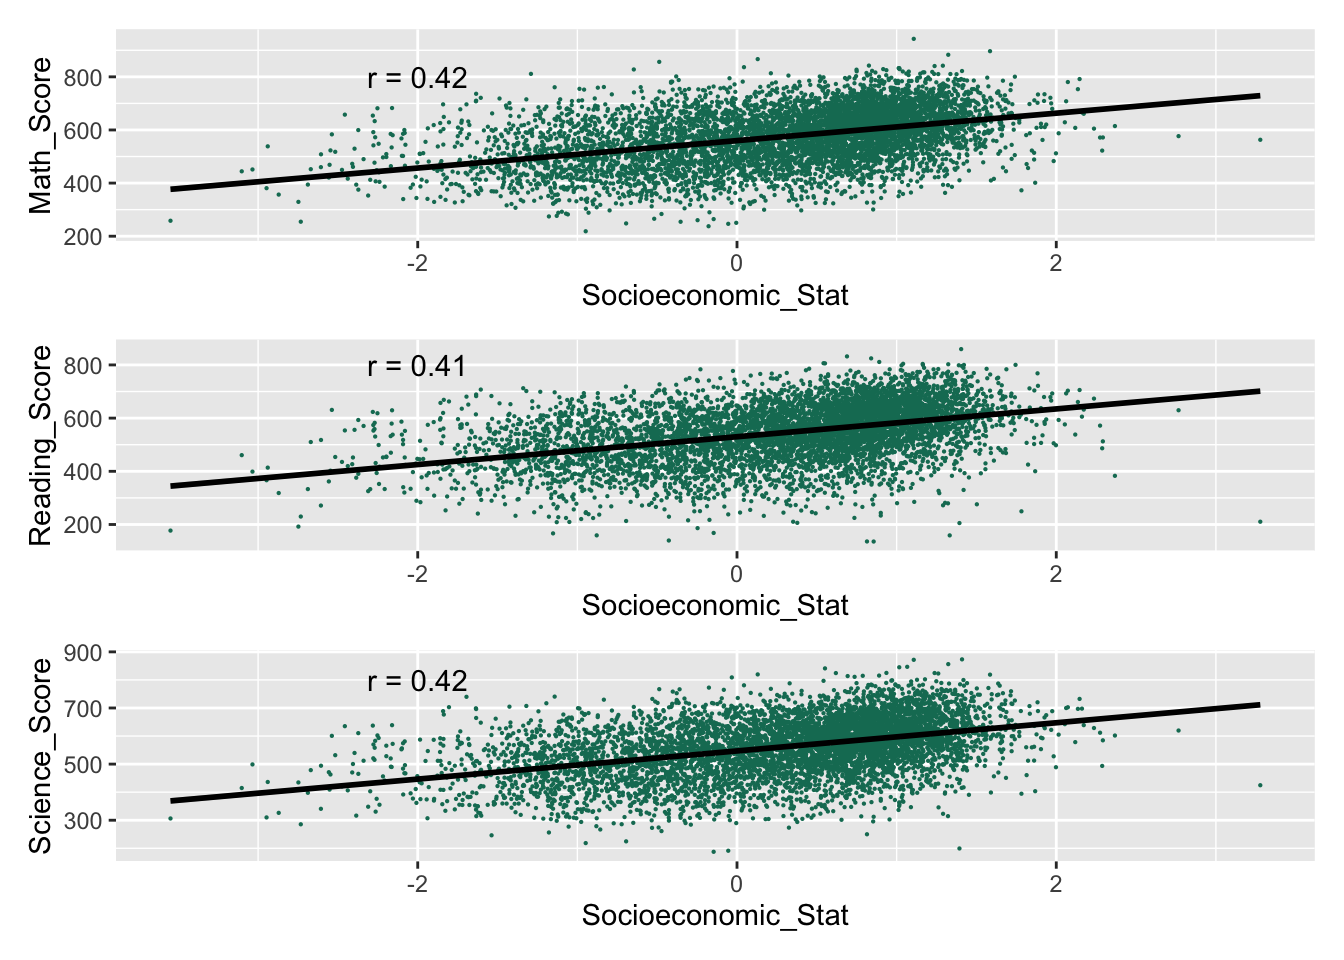 Math_Score
800
600
400
200
r = 0.42
-2 0 2
Socioeconomic_Stat
Reading_Score
800
600
400
200
r = 0.41
-2 0 2
Socioeconomic_Stat
Science_Score
900
700
500
300
r = 0.42
-2 0 2
Socioeconomic_Stat